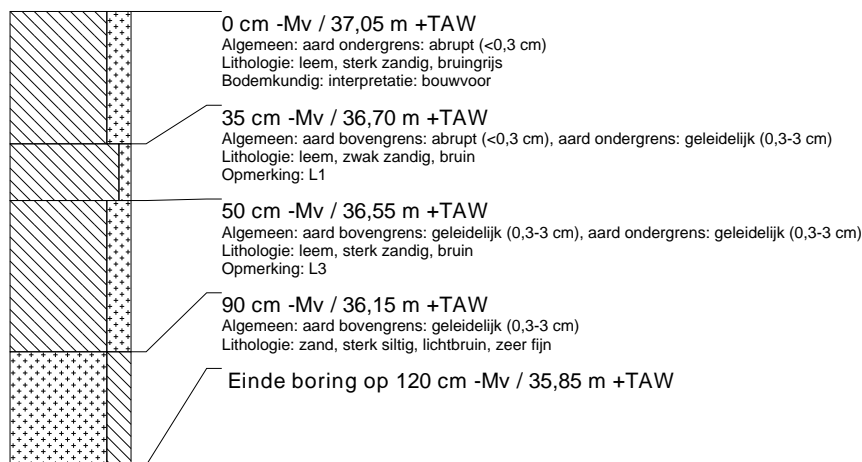 0 cm -Mv / 37,05 m +TAW
Algemeen: aard ondergrens: abrupt (<0,3 cm)
Lithologie: leem, sterk zandig, bruingrijs
Bodemkundig: interpretatie: bouwvoor
35 cm -Mv / 36,70 m +TAW
Algemeen: aard bovengrens: abrupt (<0,3 cm), aard ondergrens: geleidelijk (0,3-3 cm)
Lithologie: leem, zwak zandig, bruin
Opmerking: L1
50 cm -Mv / 36,55 m +TAW
Algemeen: aard bovengrens: geleidelijk (0,3-3 cm), aard ondergrens: geleidelijk (0,3-3 cm)
Lithologie: leem, sterk zandig, bruin
Opmerking: L3
90 cm -Mv / 36,15 m +TAW
Algemeen: aard bovengrens: geleidelijk (0,3-3 cm)
Lithologie: zand, sterk siltig, lichtbruin, zeer fijn
Einde boring op 120 cm -Mv / 35,85 m +TAW